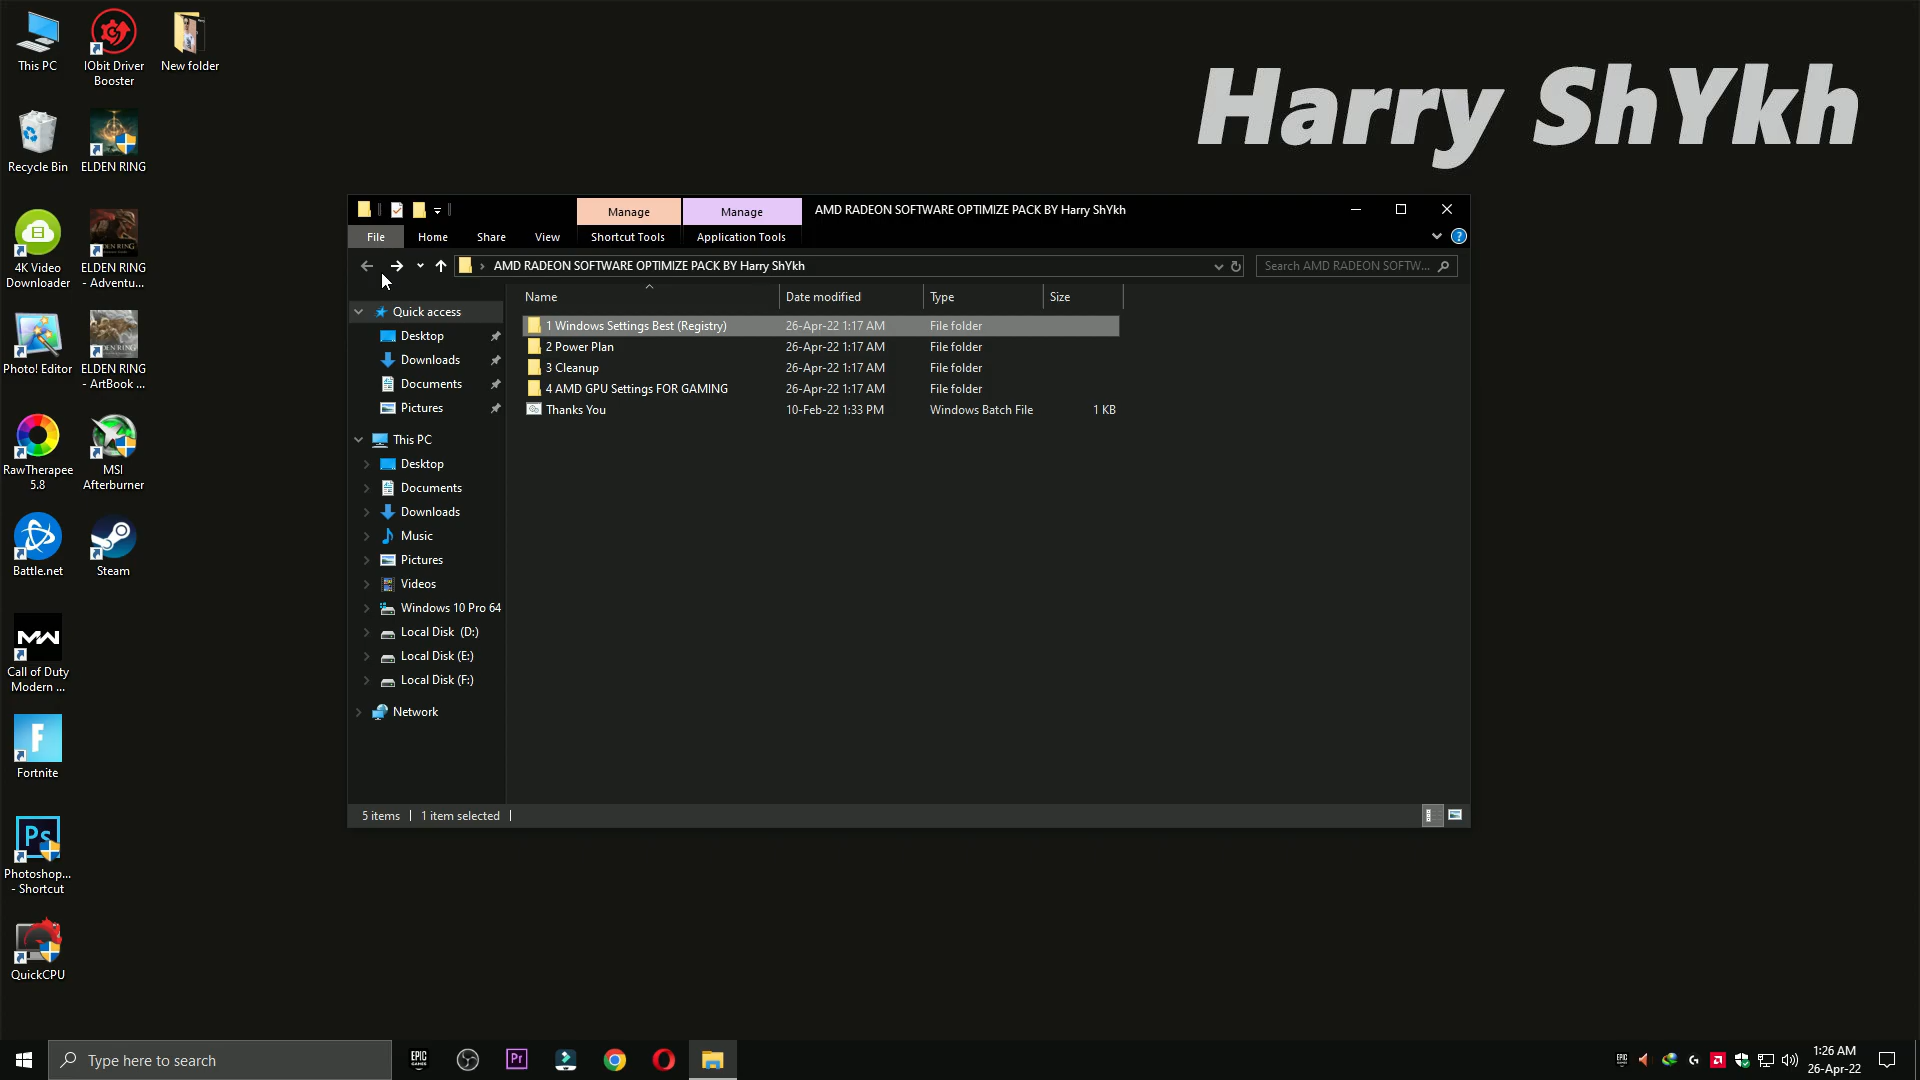 This PC
IObit Driver
Booster
New folder
Recycle Bin
ELDEN RING
4K Video
Downloader
ELDEN RING
- Adventu...
Photo! Editor
ELDEN RING
- ArtBook ...
RawTherapee
5.8
MSI
Afterburner
Battle.net
Steam
Call of Duty
Modern ...
Fortnite
Photoshop...
- Shortcut
QuickCPU
Harry ShYkh
Manage
Manage
AMD RADEON SOFTWARE OPTIMIZE PACK BY Harry ShYkh
File
Home
Share
View
Shortcut Tools
Application Tools
AMD RADEON SOFTWARE OPTIMIZE PACK BY Harry ShYkh
Search AMD RADEON SOFTW...
Quick access
Desktop
Downloads
Documents
Pictures
This PC
Desktop
Documents
Downloads
Music
Pictures
Videos
Windows 10 Pro 64
Local Disk (D:)
Local Disk (E:)
Local Disk (F:)
Network
Name Date modified Type Size
1 Windows Settings Best (Registry) 26-Apr-22 1:17 AM File folder
2 Power Plan 26-Apr-22 1:17 AM File folder
3 Cleanup 26-Apr-22 1:17 AM File folder
4 AMD GPU Settings FOR GAMING 26-Apr-22 1:17 AM File folder
Thanks You 10-Feb-22 1:33 PM Windows Batch File 1 KB
5 items 1 item selected
Type here to search
EPIC
GAMES
Pr
1:26 AM
26-Apr-22